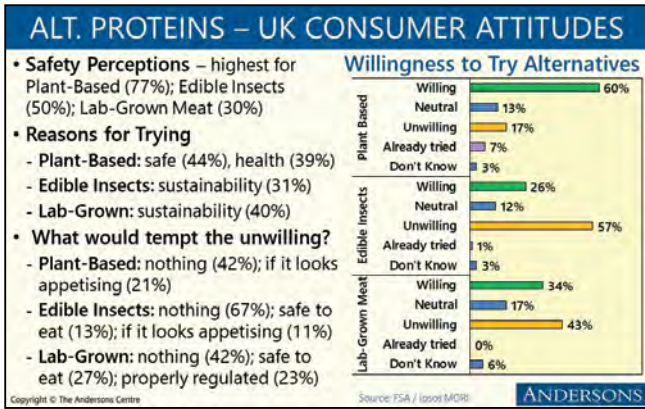 ALT. PROTEINS – UK CONSUMER ATTITUDES
• Safety Perceptions – highest for
Plant-Based (77%); Edible Insects
(50%); Lab-Grown Meat (30%)
• Reasons for Trying
- Plant-Based: safe (44%), health (39%)
- Edible Insects: sustainability (31%)
- Lab-Grown: sustainability (40%)
• What would tempt the unwilling?
- Plant-Based: nothing (42%); if it looks
appetising (21%)
- Edible Insects: nothing (67%); safe to
eat (13%); if it looks appetising (11%)
- Lab-Grown: nothing (42%); safe to
eat (27%); properly regulated (23%)
Willingness to Try Alternatives
Plant Based
Willing 60%
Neutral 13%
Unwilling 17%
Already tried 7%
Don't Know 3%
Edible Insects
Willing 26%
Neutral 12%
Unwilling 57%
Already tried 1%
Don't Know 3%
Lab-Grown Meat
Willing 34%
Neutral 17%
Unwilling 43%
Already tried 0%
Don't Know 6%
Copyright © The Andersons Centre
Source: FSA / Ipsos MORI
ANDERSONS